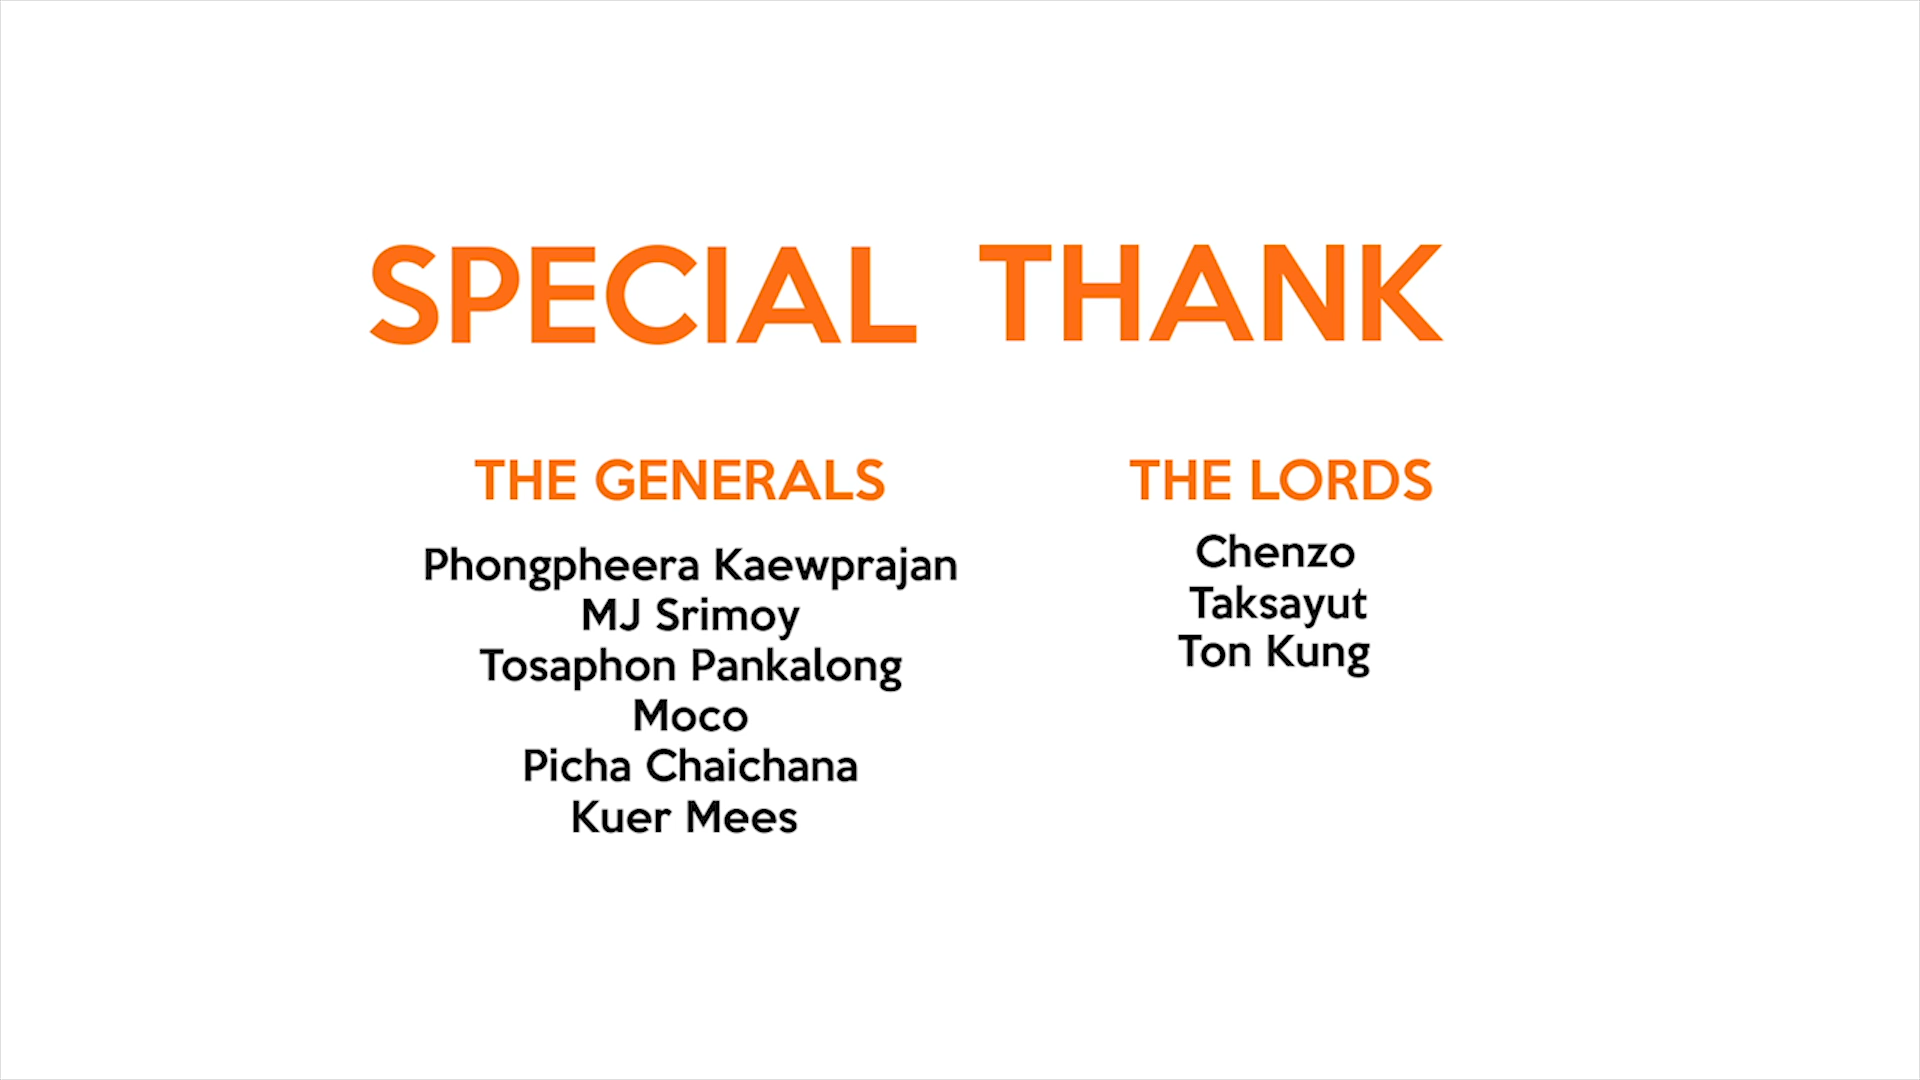 SPECIAL THANK
THE GENERALS
Phongpheera Kaewprajan
MJ Srimoy
Tosaphon Pankalong
Moco
Picha Chaichana
Kuer Mees
THE LORDS
Chenzo
Taksayut
Ton Kung